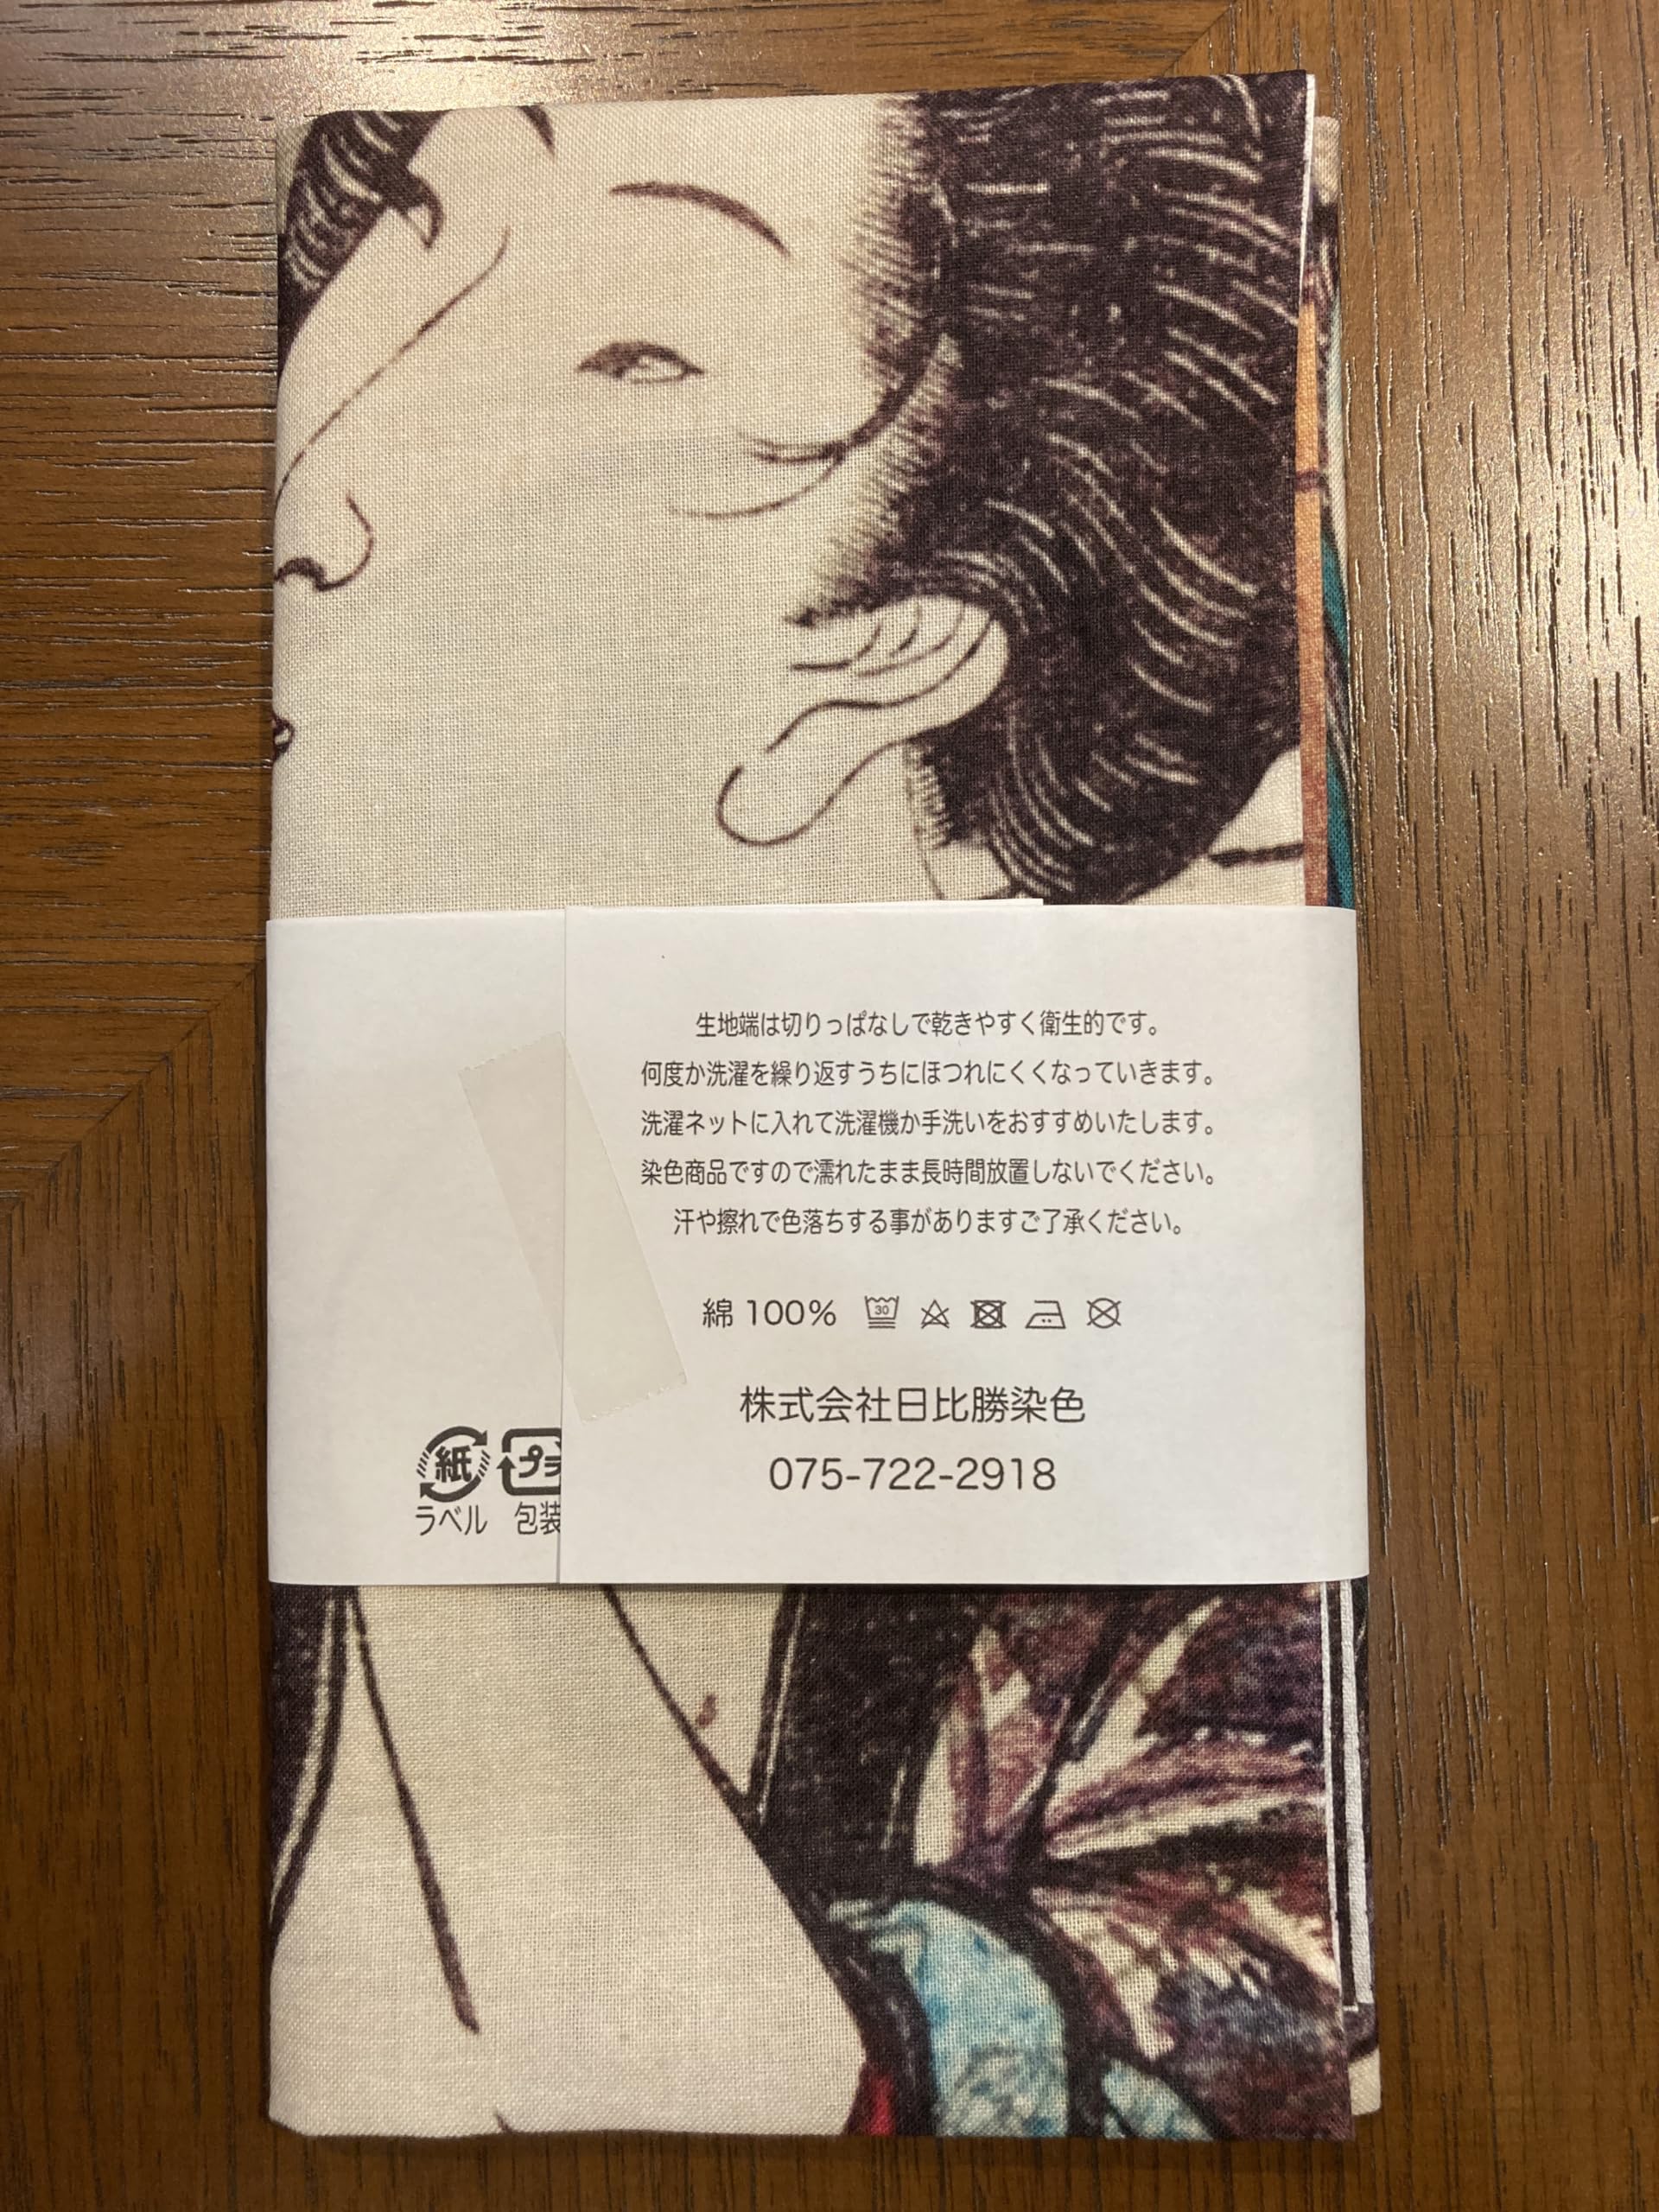 生地端は切りっぱなしで乾きやすく衛生的です。
何度か洗濯を繰り返すうちにほつれにくくなっていきます。
洗濯ネットに入れて洗濯機か手洗いをおすすめいたします。
染色商品ですので濡れたまま長時間放置しないでください。
汗や擦れで色落ちする事がありますご了承ください。
綿 100% 30
株式会社日比勝染色
075-722-2918
紙 プラ
ラベル 包装